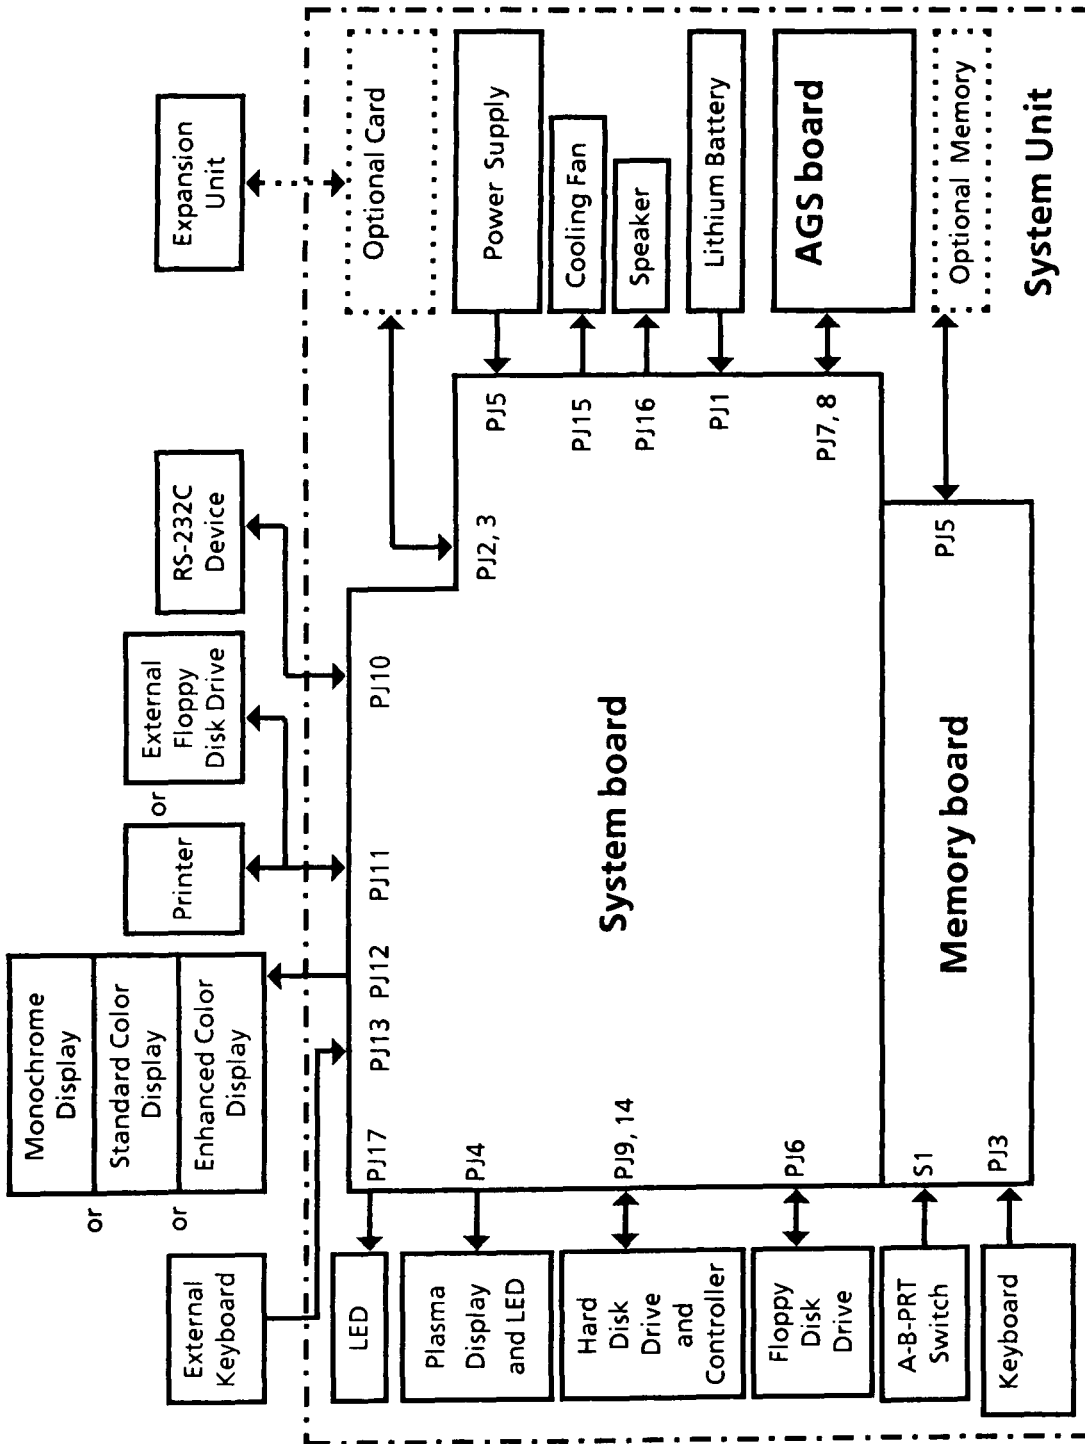 Monochrome
Display
or
Standard Color
Display
or
Enhanced Color
Display
External
Keyboard
Printer
or
External
Floppy
Disk Drive
RS-232C
Device
Expansion
Unit
LED
Plasma
Display
and LED
Hard
Disk
Drive
and
Controller
Floppy
Disk
Drive
A-B-PRT
Switch
Keyboard
PJ17
PJ13
PJ12
PJ11
PJ10
PJ4
PJ9, 14
PJ6
S1
PJ3
System board
Memory board
PJ2, 3
PJ5
PJ15
PJ16
PJ1
PJ7, 8
PJ5
Optional Card
Power Supply
Cooling Fan
Speaker
Lithium Battery
AGS board
Optional Memory
System Unit